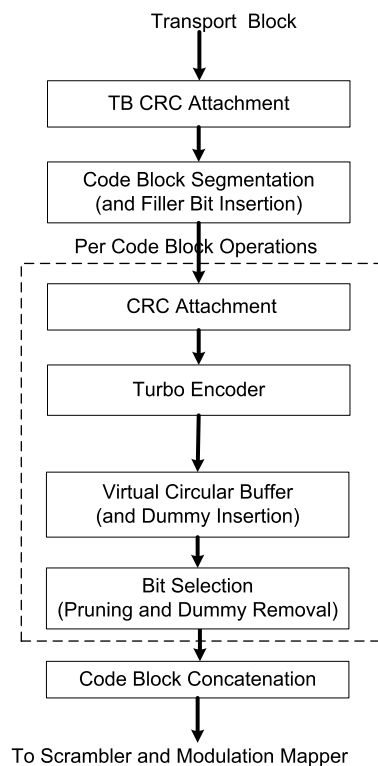 Transport Block
TB CRC Attachment
Code Block Segmentation
(and Filler Bit Insertion)
Per Code Block Operations
CRC Attachment
Turbo Encoder
Virtual Circular Buffer
(and Dummy Insertion)
Bit Selection
(Pruning and Dummy Removal)
Code Block Concatenation
To Scrambler and Modulation Mapper